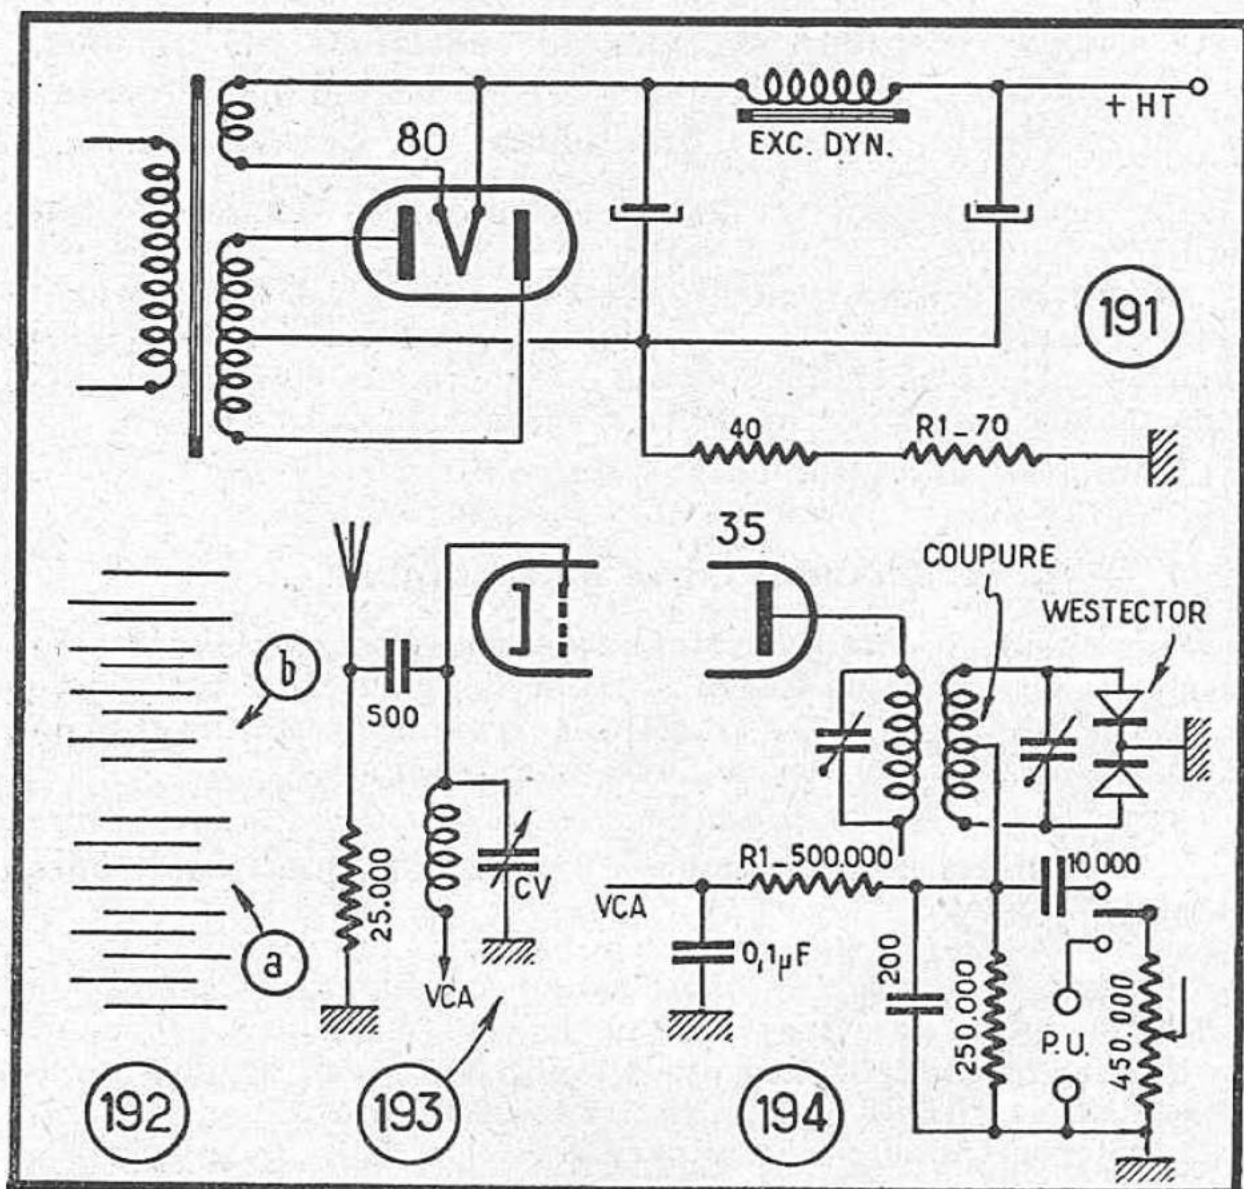 80
EXC. DYN.
+ HT
191
40
R1_70
35
COUPURE
WESTECTOR
b
500
25.000
CV
a
VCA
R1_500.000
10 000
VCA
0,1µF
200
250.000
P.U.
450.000
192
193
194